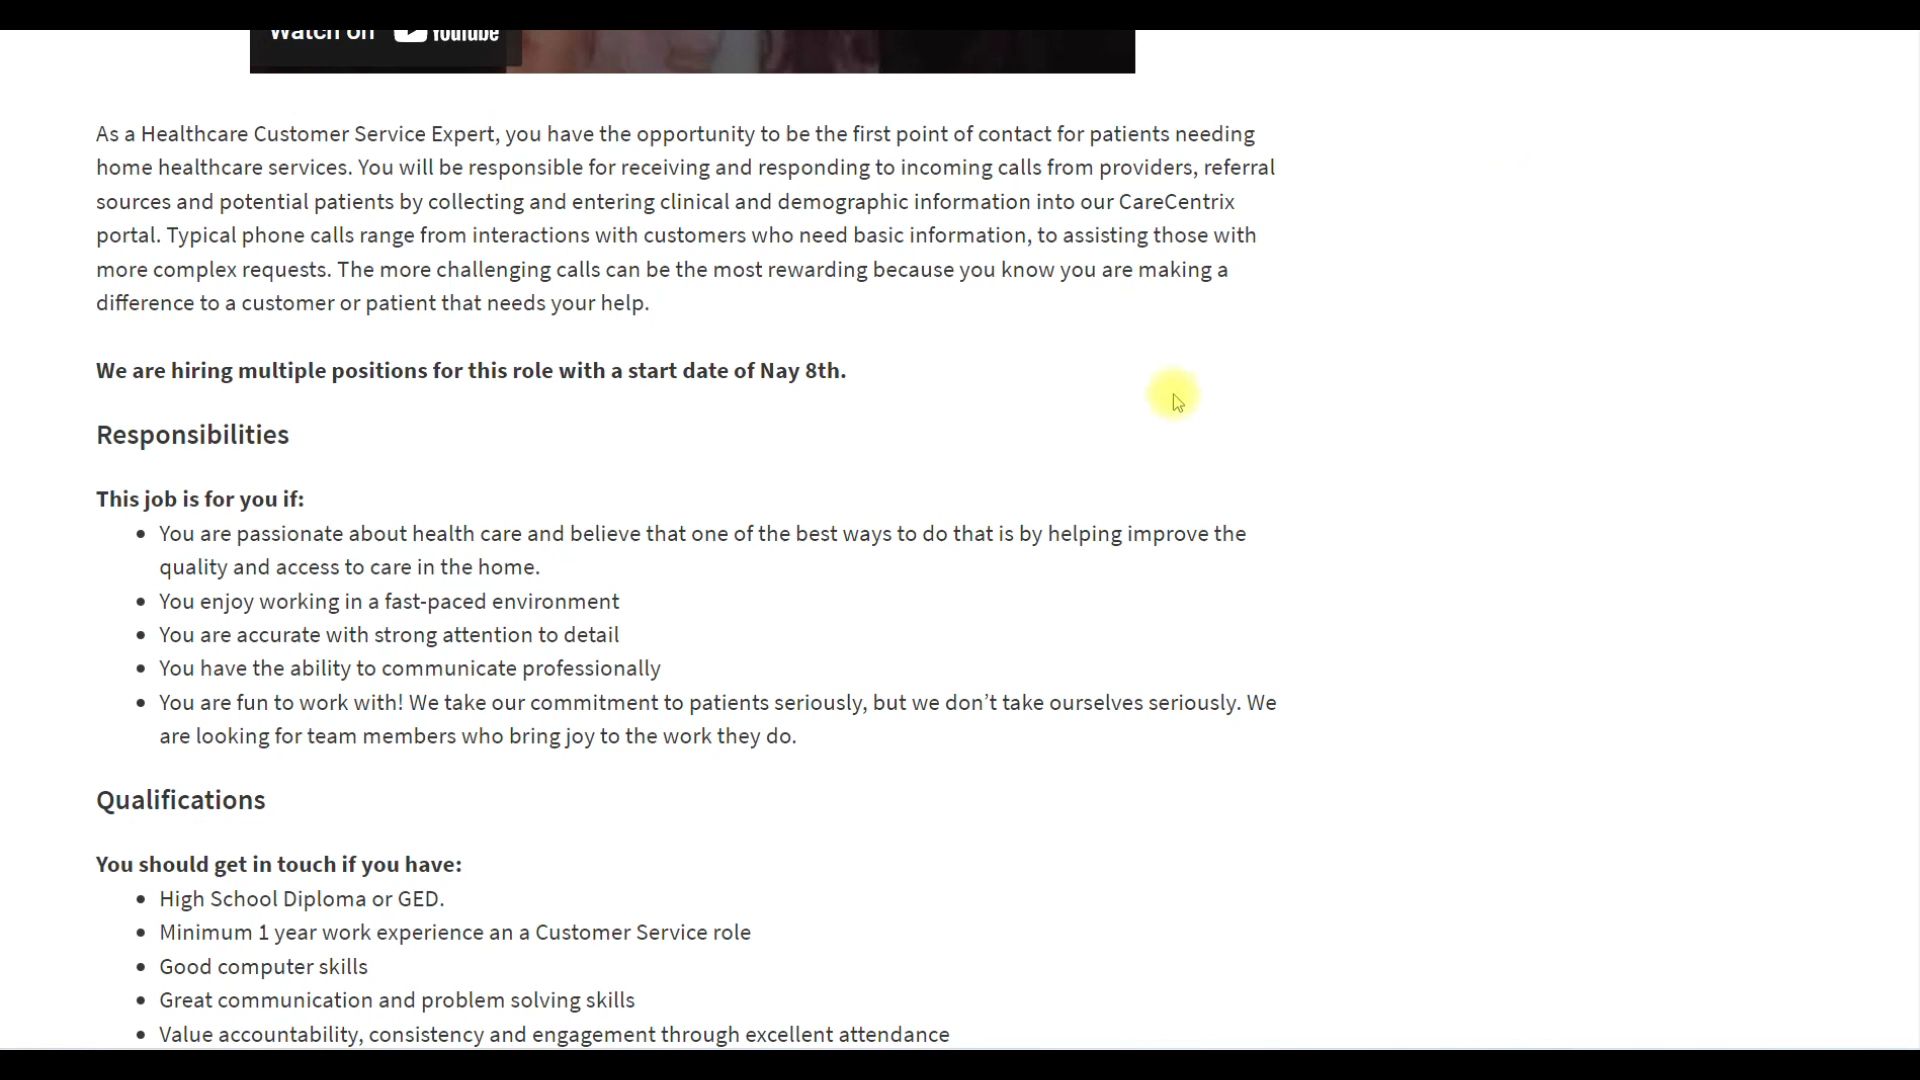 Watch on YouTube
As a Healthcare Customer Service Expert, you have the opportunity to be the first point of contact for patients needing
home healthcare services. You will be responsible for receiving and responding to incoming calls from providers, referral
sources and potential patients by collecting and entering clinical and demographic information into our CareCentrix
portal. Typical phone calls range from interactions with customers who need basic information, to assisting those with
more complex requests. The more challenging calls can be the most rewarding because you know you are making a
difference to a customer or patient that needs your help.
We are hiring multiple positions for this role with a start date of Nay 8th.
Responsibilities
This job is for you if:
• You are passionate about health care and believe that one of the best ways to do that is by helping improve the
quality and access to care in the home.
• You enjoy working in a fast-paced environment
• You are accurate with strong attention to detail
• You have the ability to communicate professionally
• You are fun to work with! We take our commitment to patients seriously, but we don’t take ourselves seriously. We
are looking for team members who bring joy to the work they do.
Qualifications
You should get in touch if you have:
• High School Diploma or GED.
• Minimum 1 year work experience an a Customer Service role
• Good computer skills
• Great communication and problem solving skills
• Value accountability, consistency and engagement through excellent attendance